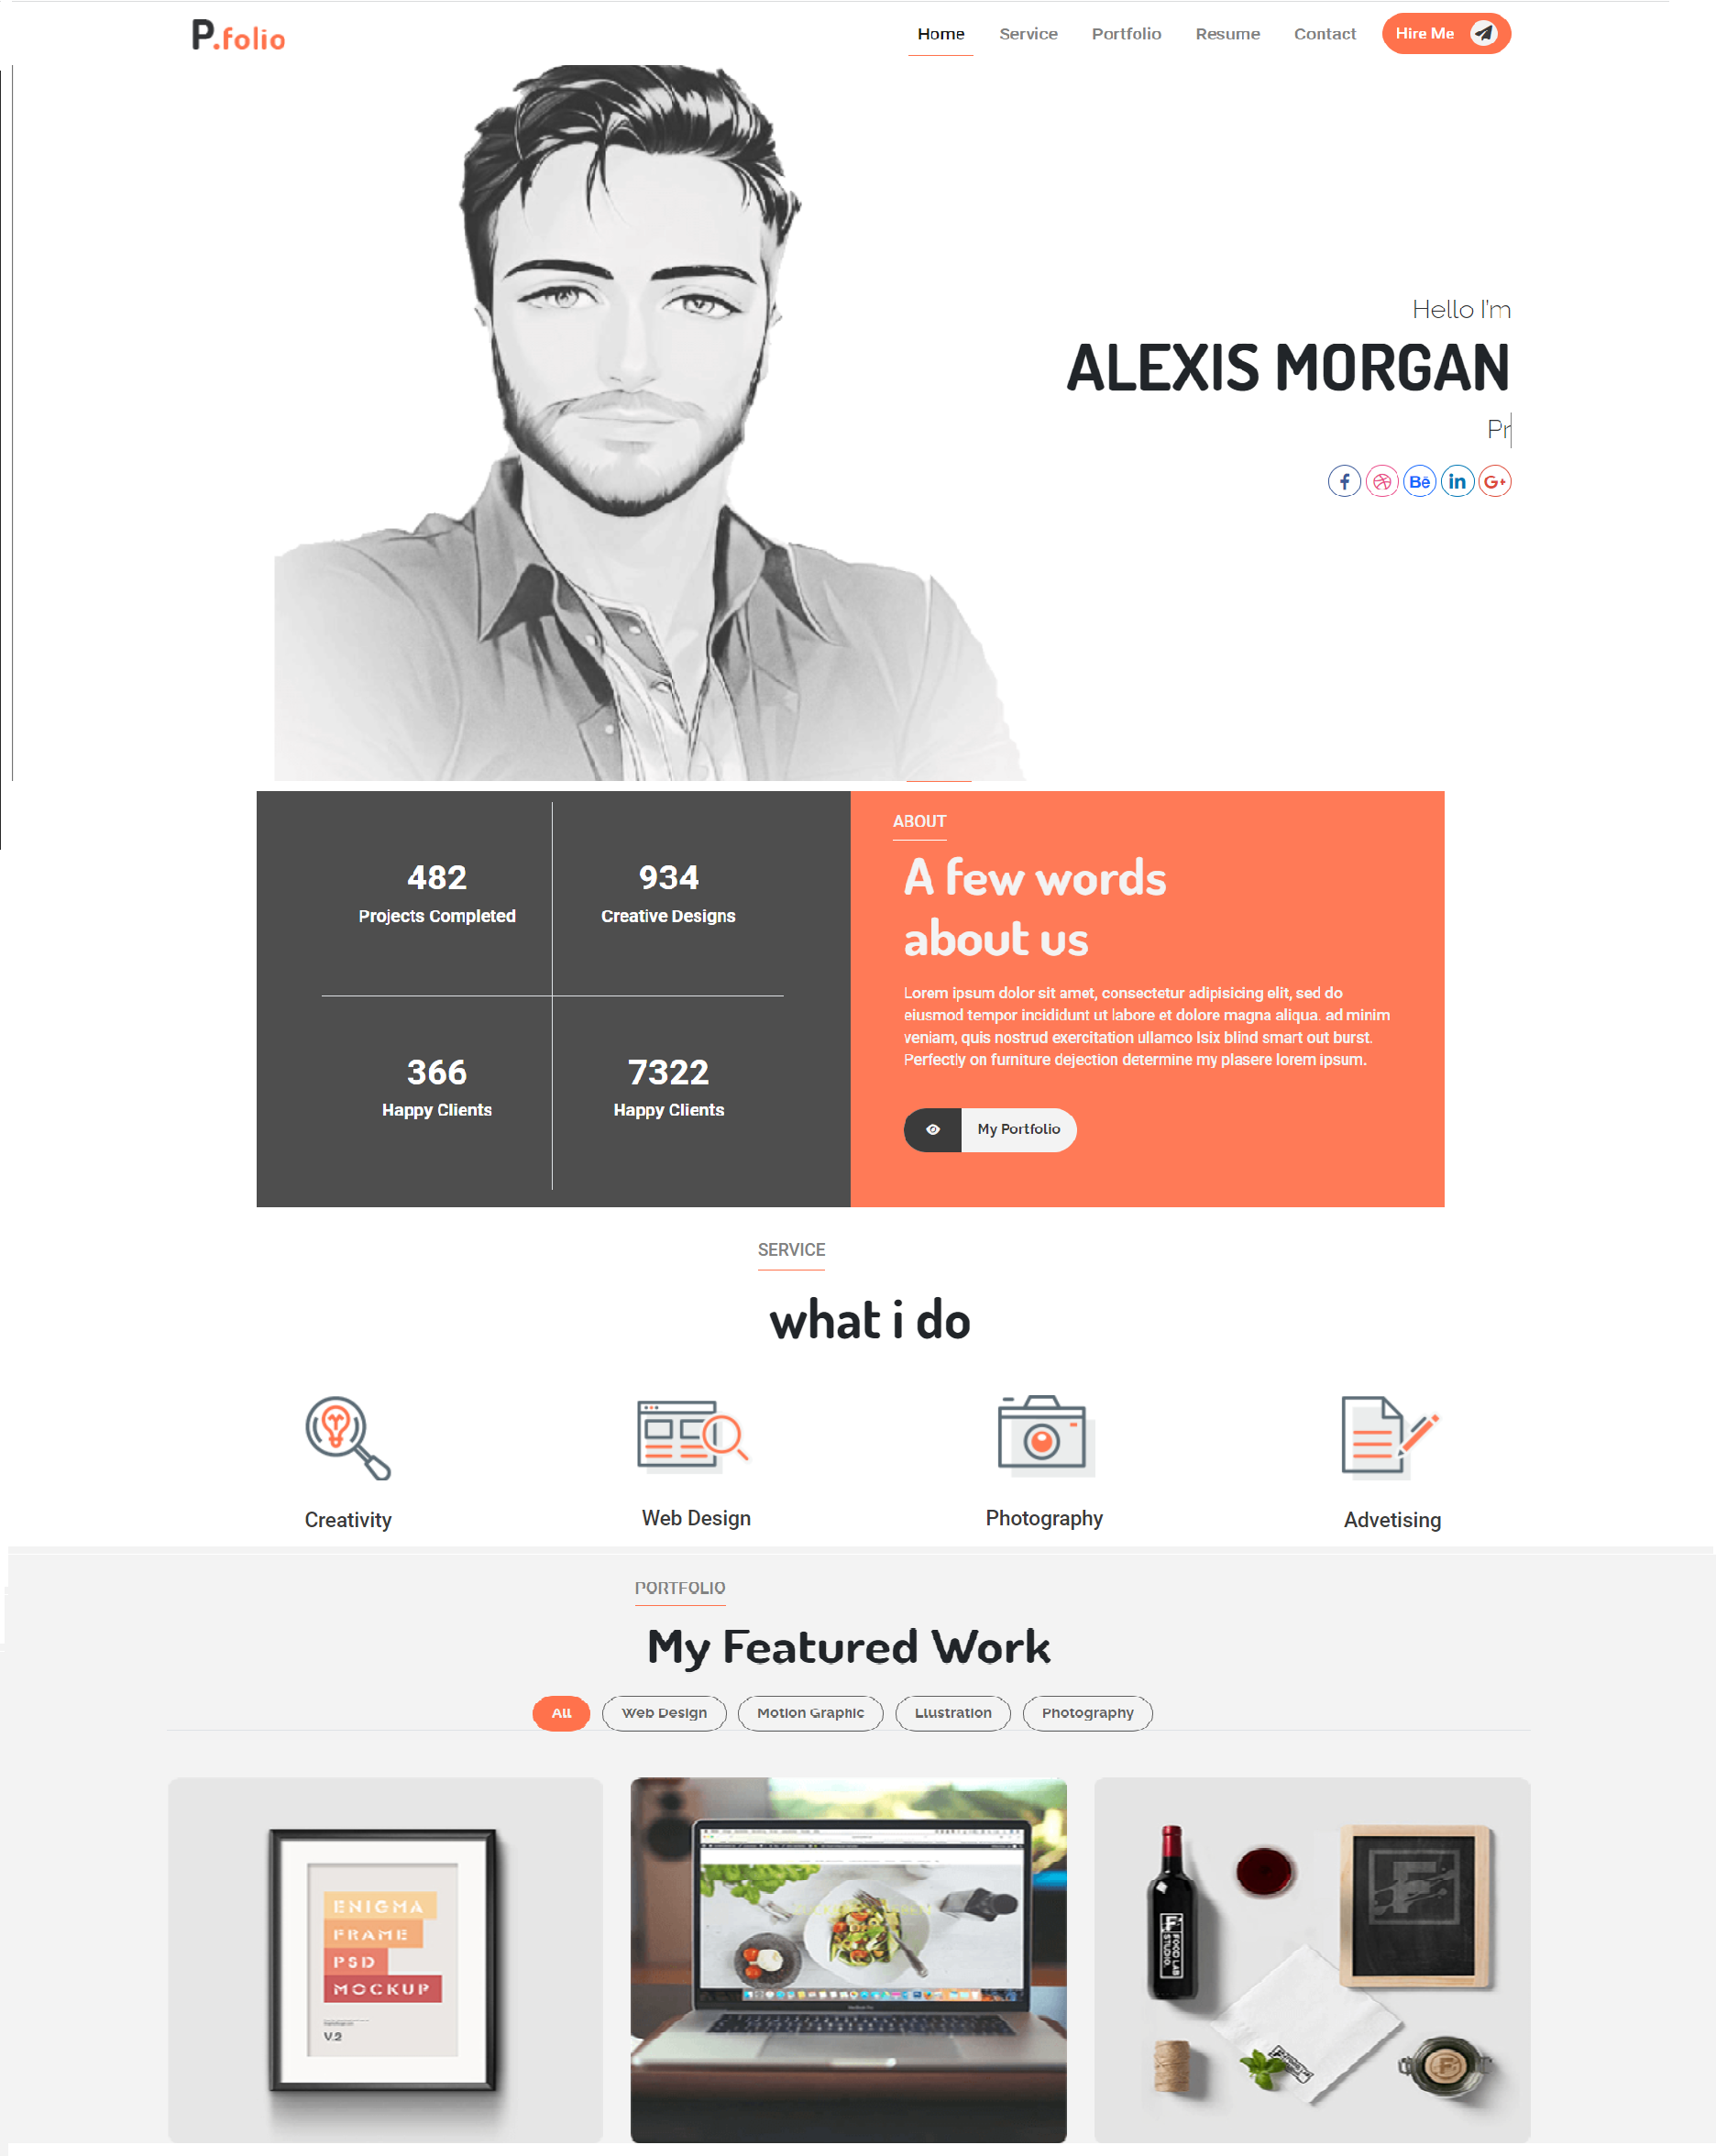 P.folio
Home Service Portfolio Resume Contact Hire Me
Hello I'm
ALEXIS MORGAN
Pr
Bē in G+
ABOUT
A few words
about us
Lorem ipsum dolor sit amet, consectetur adipisicing elit, sed do
eiusmod tempor incididunt ut labore et dolore magna aliqua. ad minim
veniam, quis nostrud exercitation ullamco lsix blind smart out burst.
Perfectly on furniture dejection determine my plasere lorem ipsum.
My Portfolio
482 934
Projects Completed Creative Designs
366 7322
Happy Clients Happy Clients
SERVICE
what i do
Creativity Web Design Photography Advetising
PORTFOLIO
My Featured Work
All Web Design Motion Graphic Llustration Photography
ENIGMA
FRAME
PSD
MOCKUP
V.2
F
FOOD LAB
STUDIO.
F
F